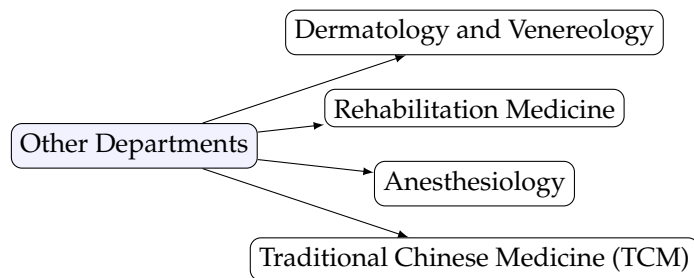 Dermatology and Venereology
Rehabilitation Medicine
Other Departments
Anesthesiology
Traditional Chinese Medicine (TCM)